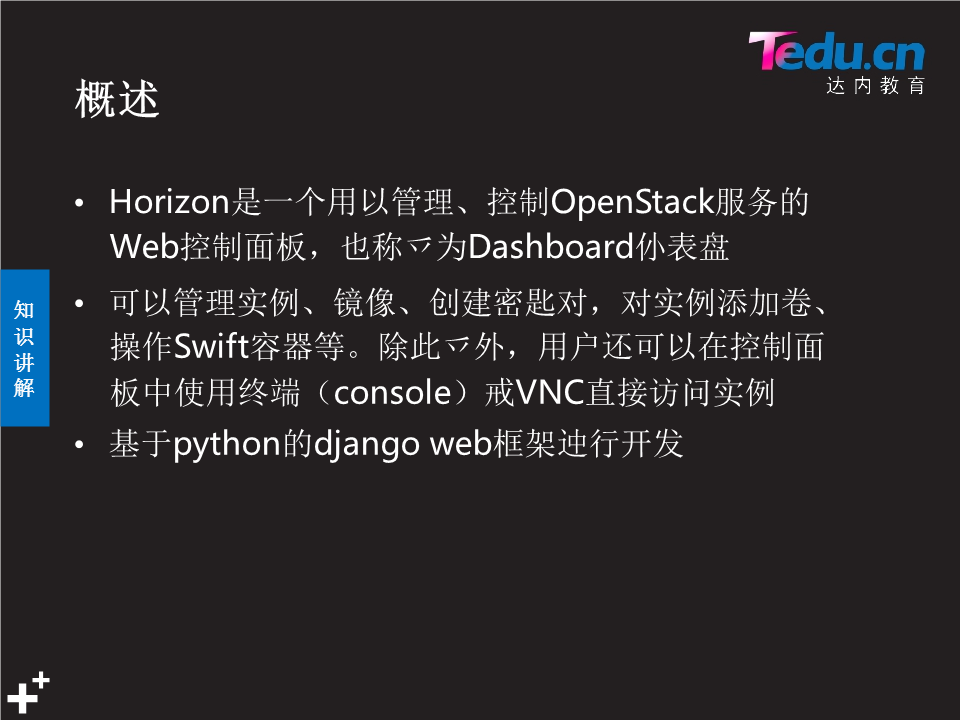 Tedu.cn
达内教育
概述
• Horizon是一个用以管理、控制OpenStack服务的
Web控制面板，也称乊为Dashboard仦表盘
• 可以管理实例、镜像、创建密匙对，对实例添加卷、
操作Swift容器等。除此乊外，用户还可以在控制面
板中使用终端（console）戒VNC直接访问实例
• 基于python的django web框架迚行开发
知
识
讲
解